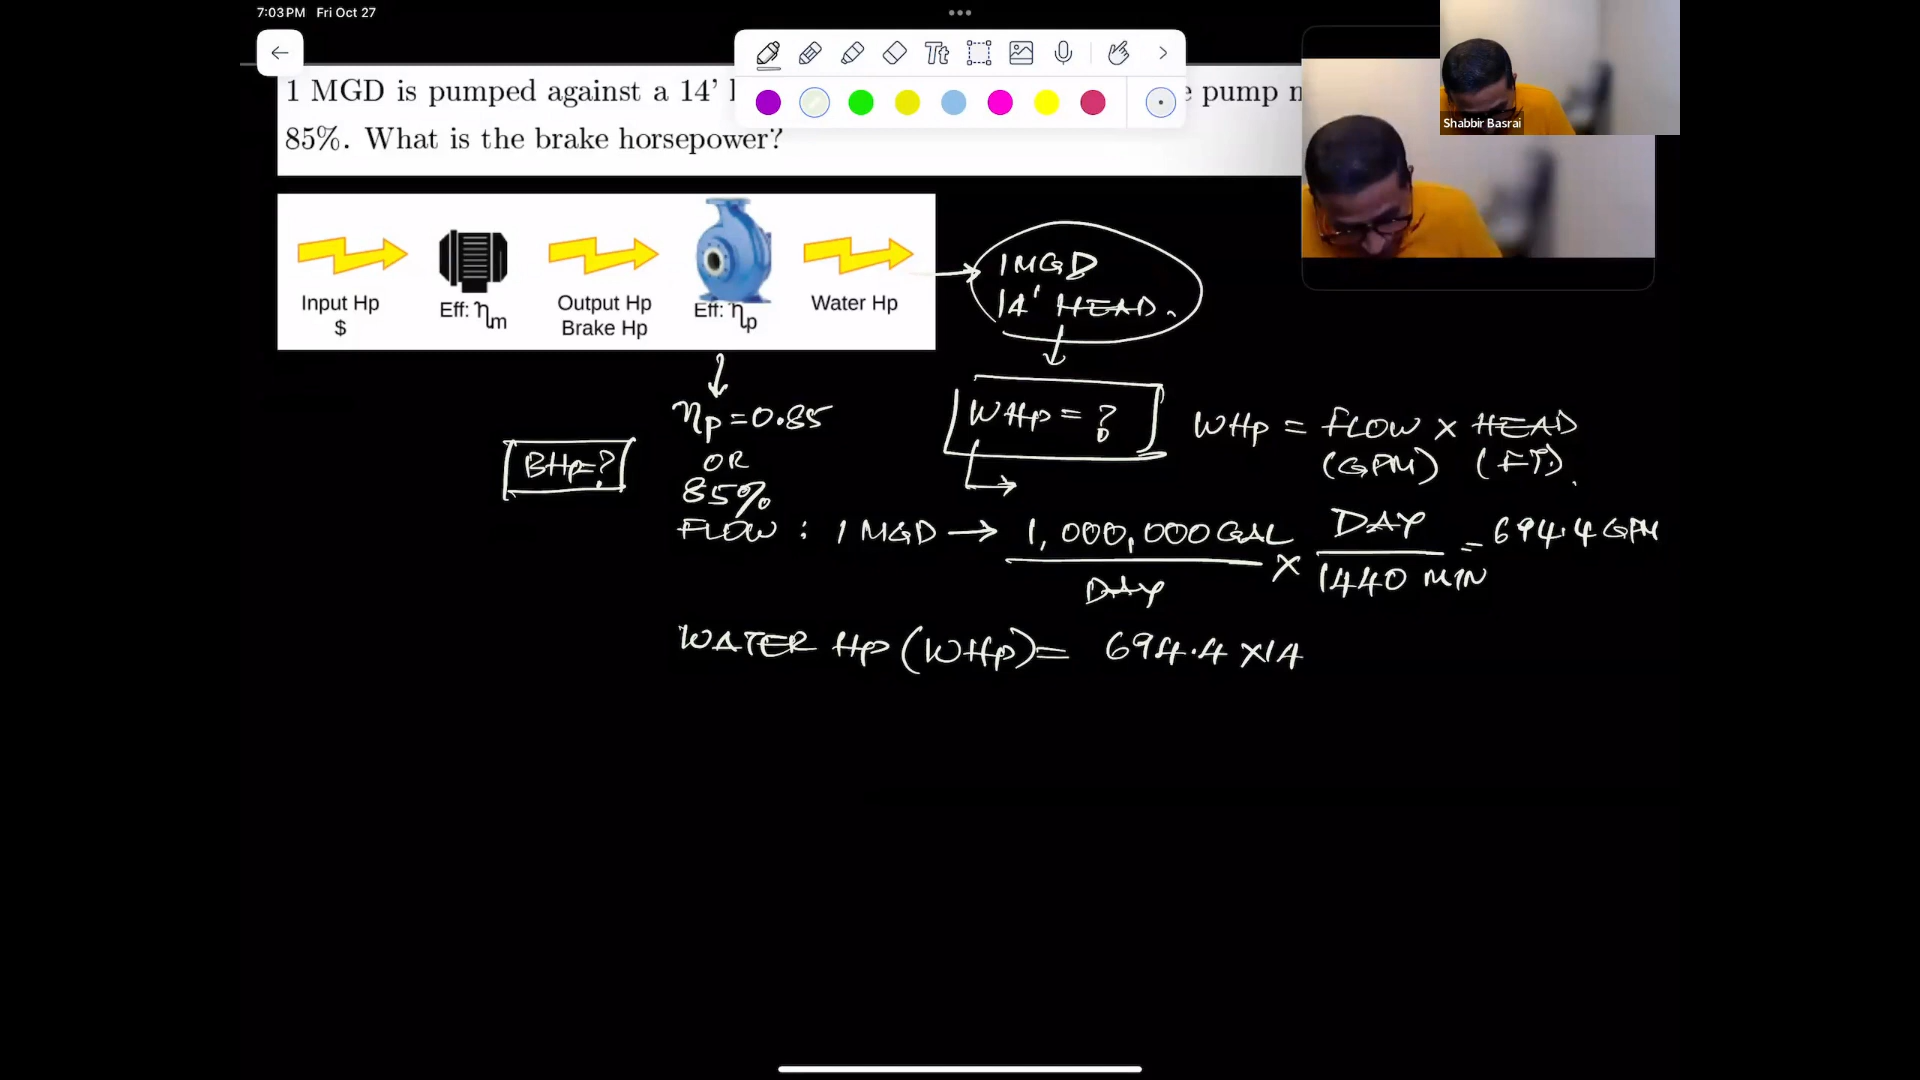 7:03 PM Fri Oct 27
Tt
1 MGD is pumped against a 14' pump
85%. What is the brake horsepower?
Shabbir Basrai
Input Hp
$
Eff: ηm
Output Hp
Brake Hp
Eff: ηp
Water Hp
1 MGD
14' HEAD.
ηp = 0.85
OR
85%
BHp=?
WHp = ?
WHp = FLOW x HEAD
(GPM) (FT).
FLOW : 1 MGD → 1,000,000 GAL
DAY
x DAY
1440 MIN
= 694.4 GPM
WATER Hp (WHp) = 694.4 x 14